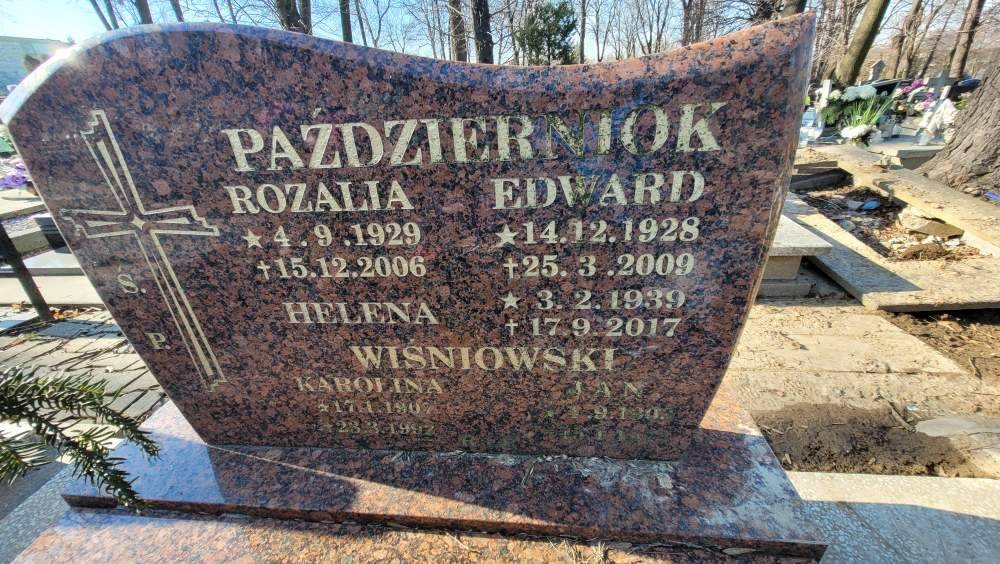 PAŹDZIERNIOK
ROZALIA EDWARD
★ 4.9.1929 ★ 14.12.1928
†15.12.2006 † 25.3.2009
S. P.
HELENA ★ 3.2.1939
† 17.9.2017
WIŚNIOWSKI
KAROLINA JAN